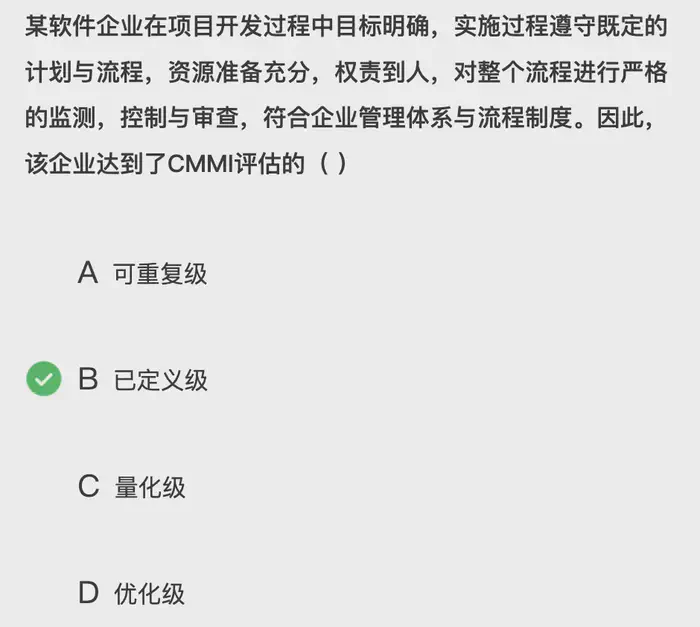 某软件企业在项目开发过程中目标明确，实施过程遵守既定的
计划与流程，资源准备充分，权责到人，对整个流程进行严格
的监测，控制与审查，符合企业管理体系与流程制度。因此，
该企业达到了CMMI评估的（ ）
A 可重复级
B 已定义级
C 量化级
D 优化级